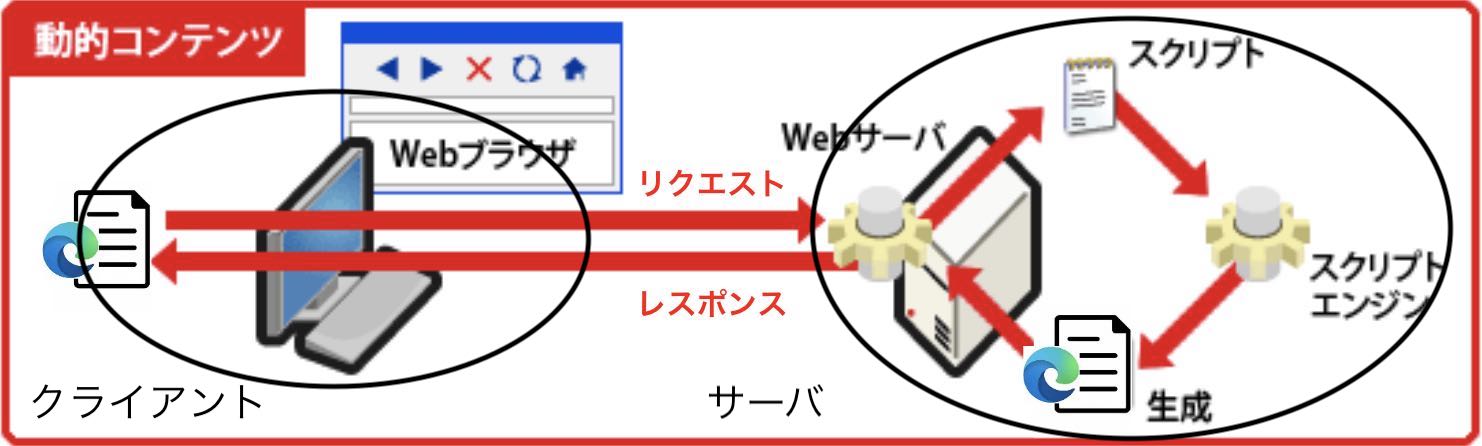 動的コンテンツ
Webブラウザ
スクリプト
Webサーバ
リクエスト
レスポンス
スクリプト
エンジン
生成
クライアント
サーバ